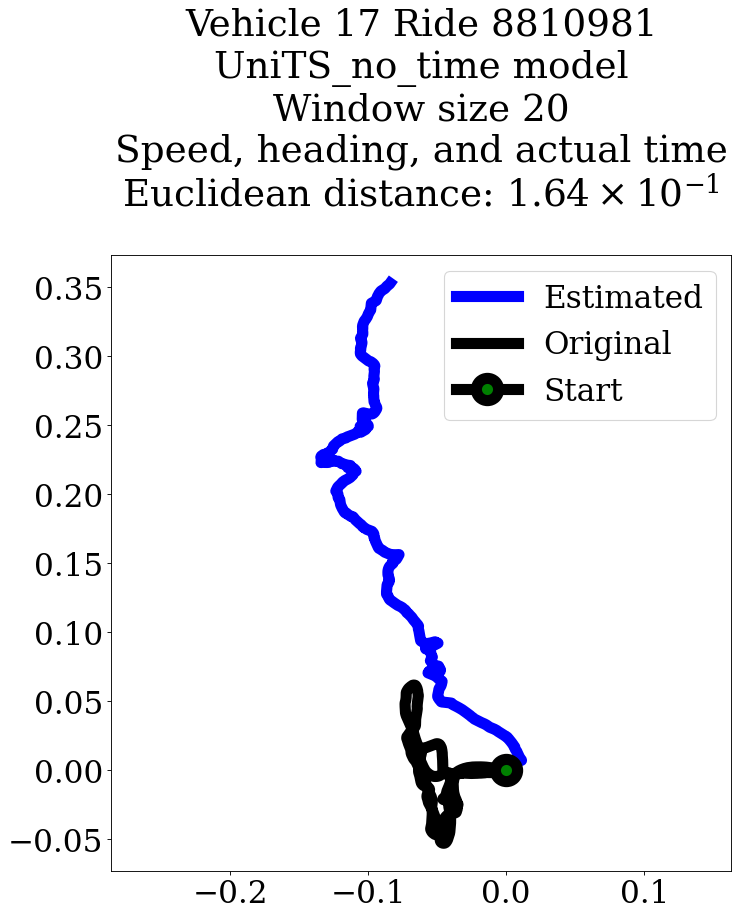 Vehicle 17 Ride 8810981
UniTS_no_time model
Window size 20
Speed, heading, and actual time
Euclidean distance: 1.64 × 10⁻¹
Estimated
Original
Start
0.35
0.30
0.25
0.20
0.15
0.10
0.05
0.00
−0.05
−0.2 −0.1 0.0 0.1